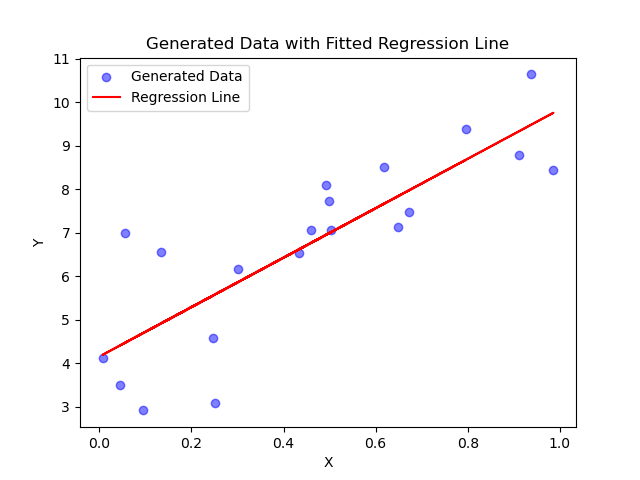 Generated Data with Fitted Regression Line
Generated Data
Regression Line
11
10
9
8
7
6
5
4
3
Y
0.0 0.2 0.4 0.6 0.8 1.0
X